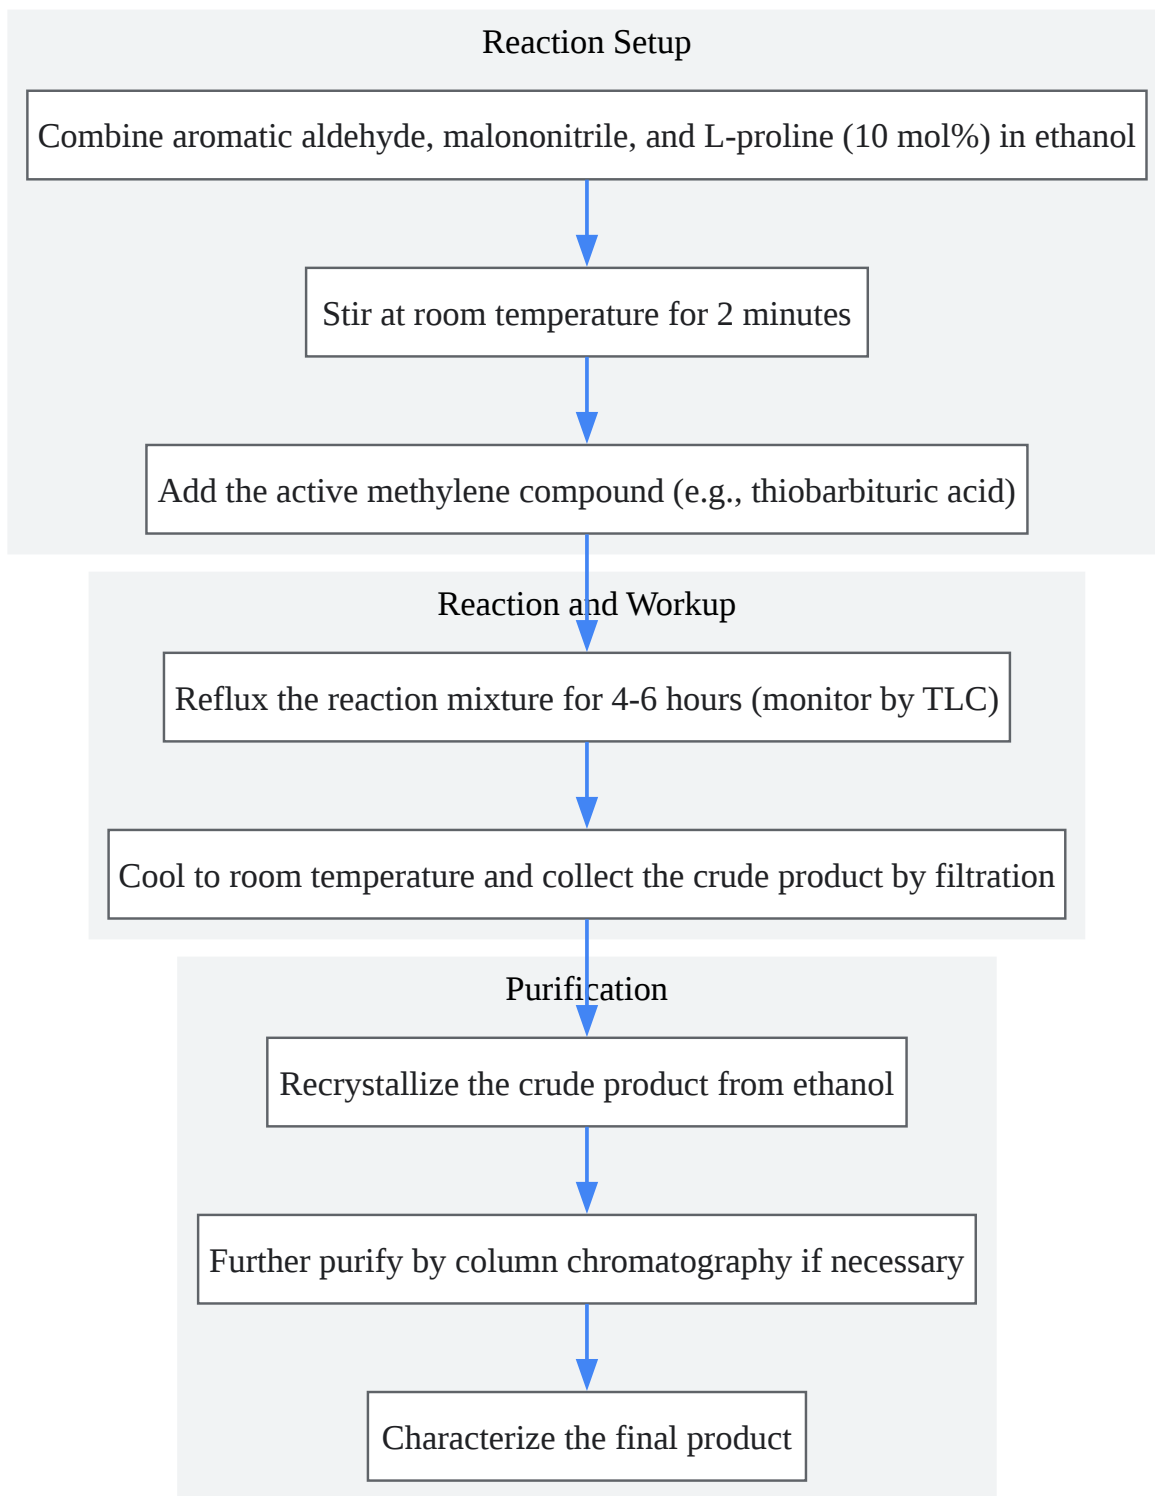 Reaction Setup
Combine aromatic aldehyde, malononitrile, and L-proline (10 mol%) in ethanol
Stir at room temperature for 2 minutes
Add the active methylene compound (e.g., thiobarbituric acid)
Reaction and Workup
Reflux the reaction mixture for 4-6 hours (monitor by TLC)
Cool to room temperature and collect the crude product by filtration
Purification
Recrystallize the crude product from ethanol
Further purify by column chromatography if necessary
Characterize the final product